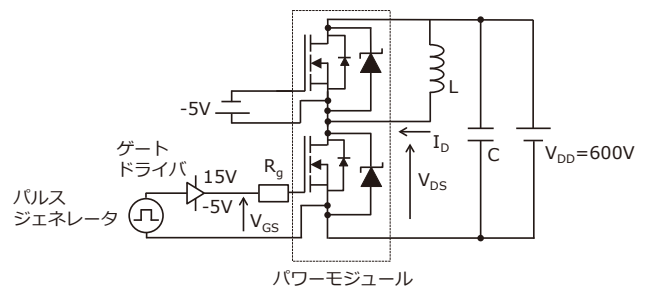 -5V
L
I_D
C
V_DD=600V
V_DS
ゲート
ドライバ
15V
-5V
R_g
V_GS
パルス
ジェネレータ
パワーモジュール